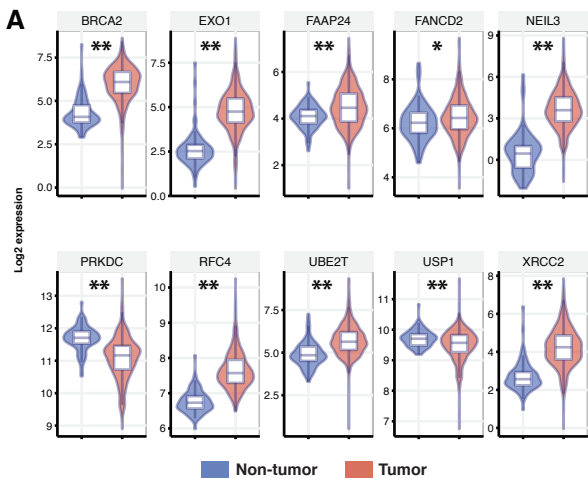 A
BRCA2 EXO1 FAAP24 FANCD2 NEIL3
** ** ** * **
7.5 5.0 2.5 0.0
7.5 5.0 2.5
6 4 2
8 6 4
9 6 3 0
Log2 expression
PRKDC RFC4 UBE2T USP1 XRCC2
** ** ** ** **
13 12 11 10 9
10 8 7 6
10.0 7.5 5.0 2.5 0.0
11 10 9 8 7
8 6 4 2 0
Non-tumor Tumor